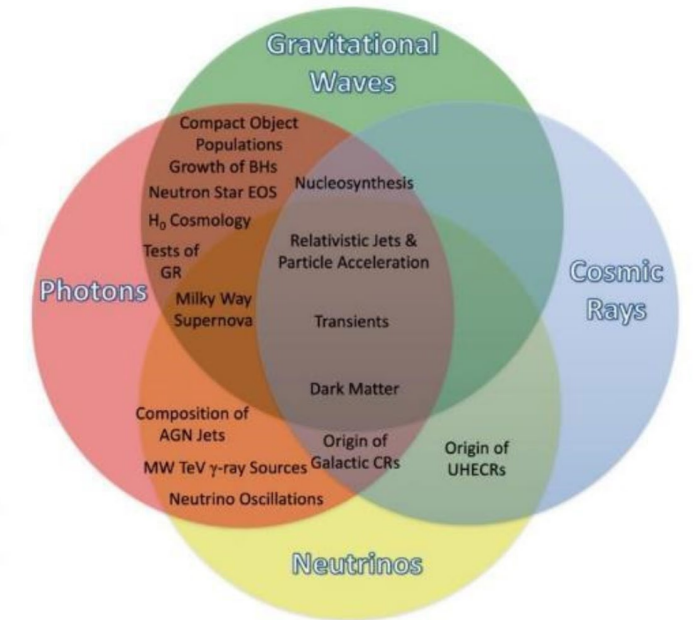 Gravitational
Waves
Compact Object
Populations
Growth of BHs
Neutron Star EOS
Nucleosynthesis
H₀ Cosmology
Tests of
GR
Relativistic Jets &
Particle Acceleration
Photons
Cosmic
Rays
Milky Way
Supernova
Transients
Dark Matter
Composition of
AGN Jets
MW TeV γ-ray Sources
Neutrino Oscillations
Origin of
Galactic CRs
Origin of
UHECRs
Neutrinos